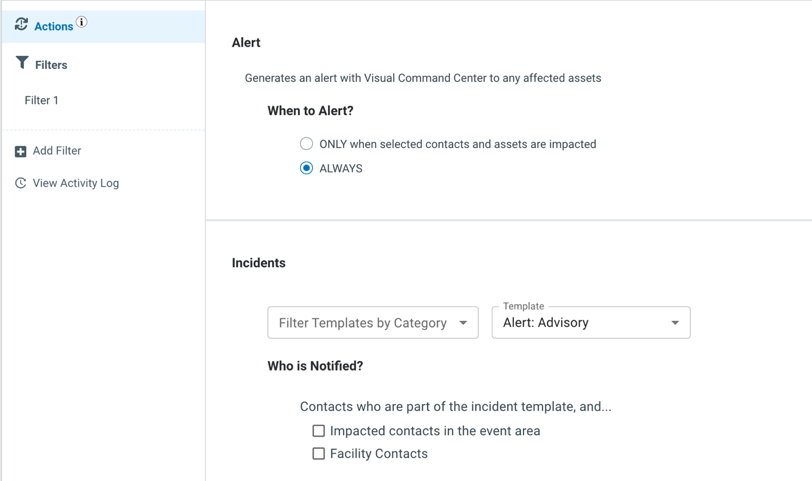 Actions
Filters
Filter 1
Add Filter
View Activity Log
Alert
Generates an alert with Visual Command Center to any affected assets
When to Alert?
ONLY when selected contacts and assets are impacted
ALWAYS
Incidents
Filter Templates by Category
Template
Alert: Advisory
Who is Notified?
Contacts who are part of the incident template, and...
Impacted contacts in the event area
Facility Contacts